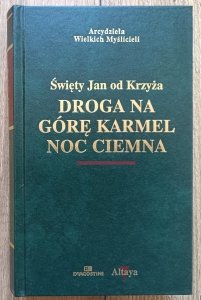 Arcydzieła
Wielkich Myślicieli
Święty Jan od Krzyża
DROGA NA
GÓRĘ KARMEL
NOC CIEMNA
DEAGOSTINI
Altaya